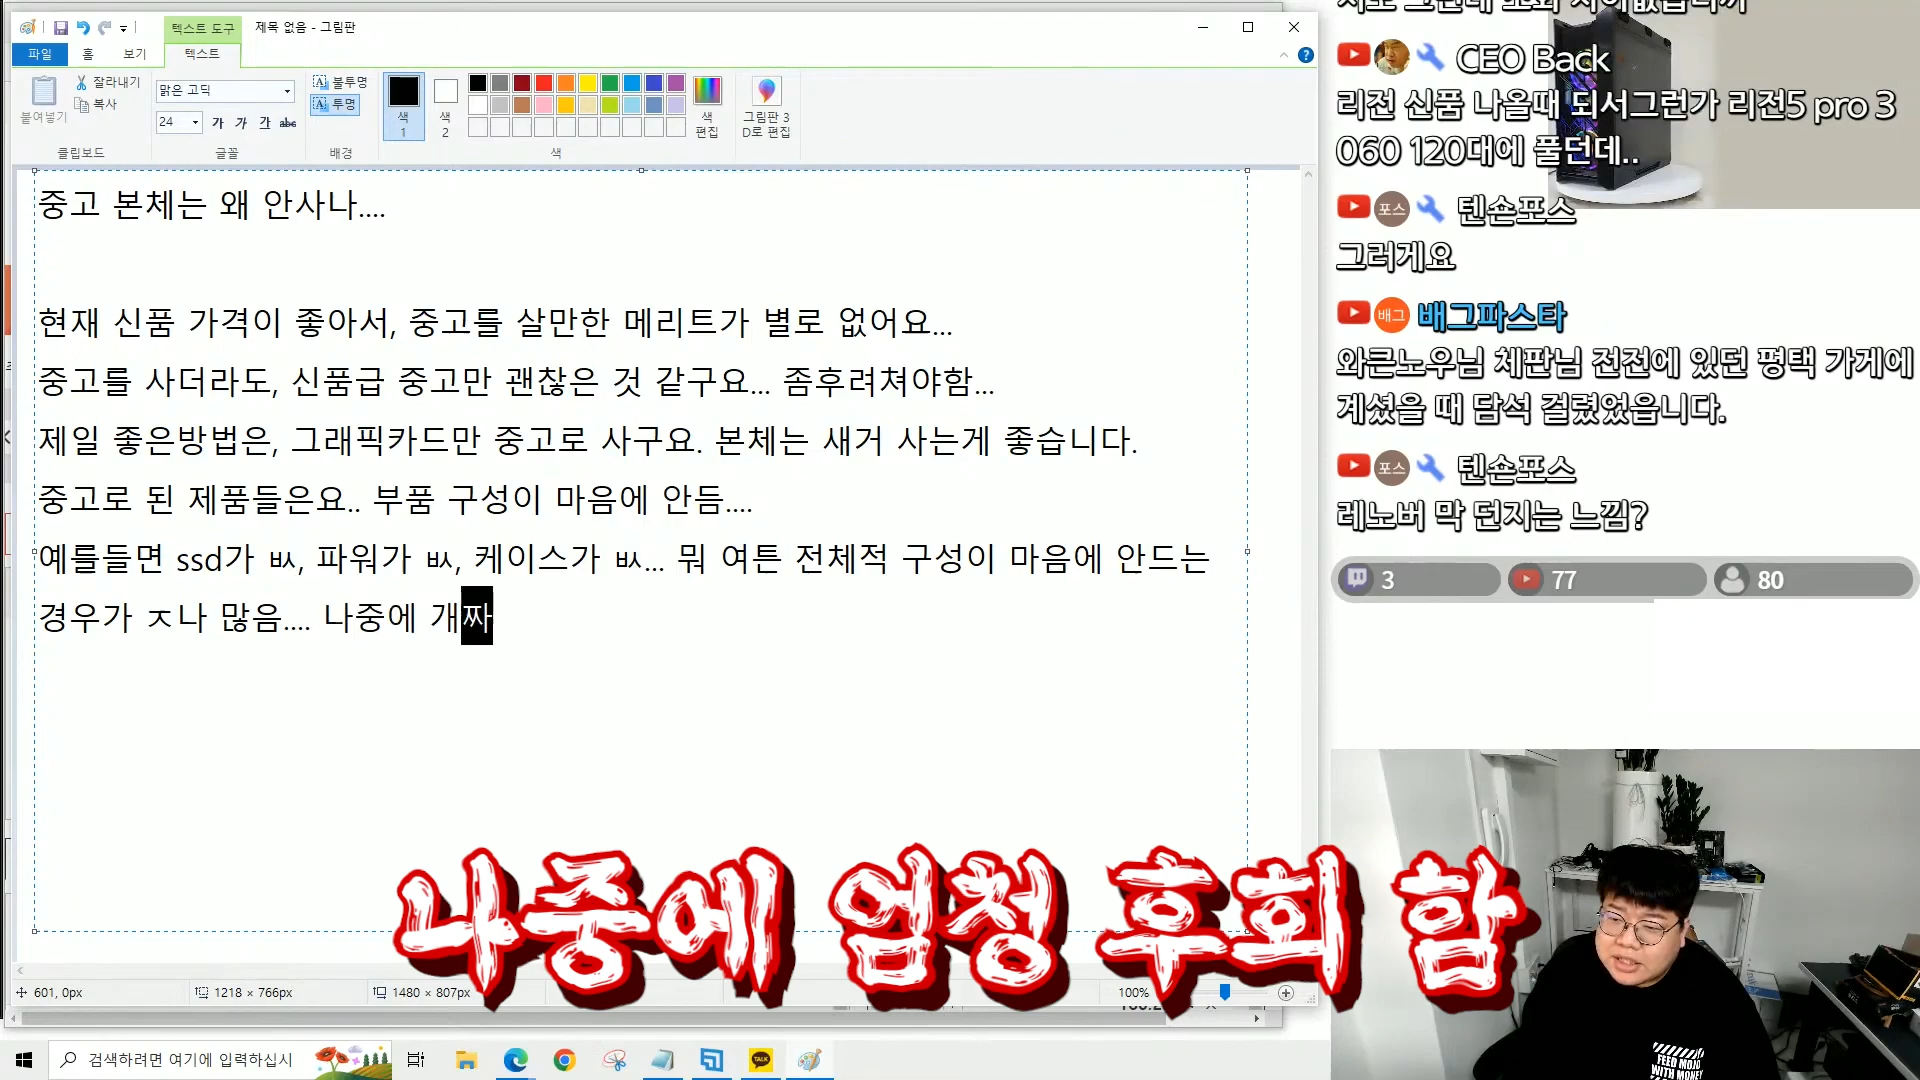 텍스트 도구
제목 없음 - 그림판
파일
홈
보기
텍스트
붙여넣기
잘라내기
복사
클립보드
맑은 고딕
24
가 가 가 abc
글꼴
불투명
투명
배경
색
1
색
2
색
편집
색
그림판 3
D로 편집
중고 본체는 왜 안사나....
현재 신품 가격이 좋아서, 중고를 살만한 메리트가 별로 없어요...
중고를 사더라도, 신품급 중고만 괜찮은 것 같구요... 좀후려쳐야함...
제일 좋은방법은, 그래픽카드만 중고로 사구요. 본체는 새거 사는게 좋습니다.
중고로 된 제품들은요.. 부품 구성이 마음에 안듬....
예를들면 ssd가 ㅄ, 파워가 ㅄ, 케이스가 ㅄ... 뭐 여튼 전체적 구성이 마음에 안드는
경우가 ㅈ나 많음.... 나중에 개짜
나중에 엄청 후회 함
601, 0px
1218 × 766px
1480 × 807px
100%
검색하려면 여기에 입력하십시
TALK
CEO Back
리전 신품 나올때 되서그런가 리전5 pro 3
060 120대에 풀던데..
포스 텐숀포스
그러게요
배그 배그파스타
와큰노우님 체판님 전전에 있던 평택 가게에
계셨을 때 담석 걸렸었읍니다.
포스 텐숀포스
레노버 막 던지는 느낌?
3
77
80
FEED MOJO
WITH MONEY